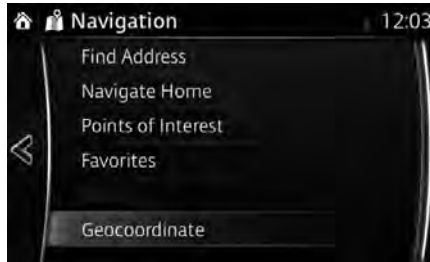 Navigation 12:03
Find Address
Navigate Home
Points of Interest
Favorites
Geocoordinate